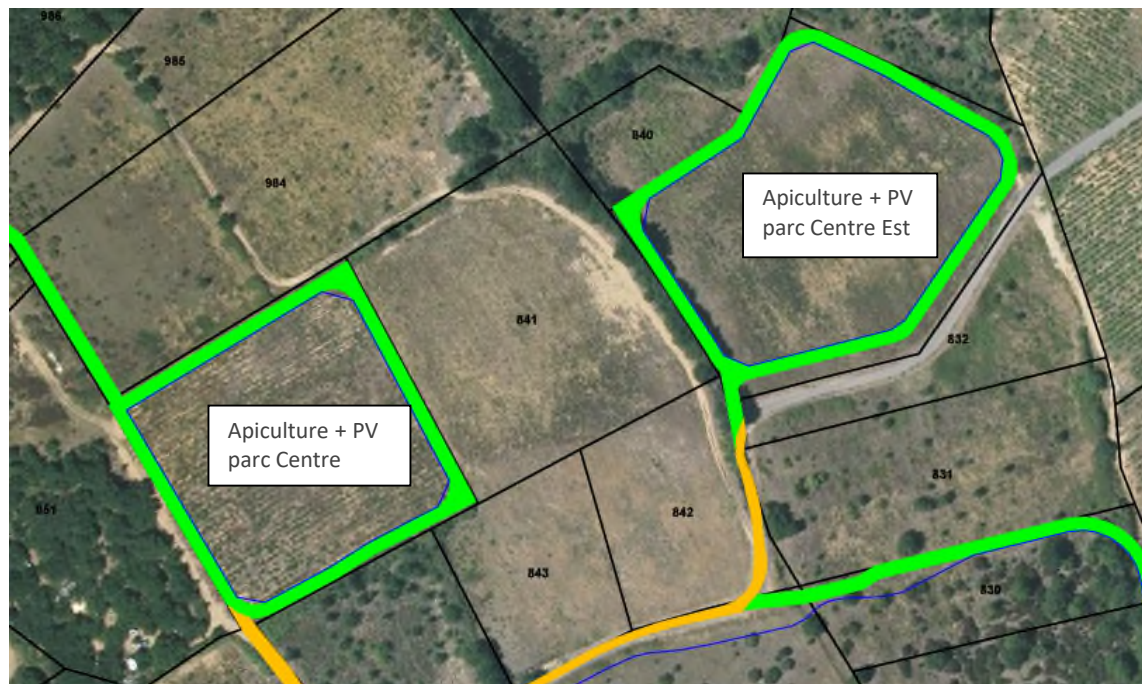 986
985
840
984
Apiculture + PV
parc Centre Est
841
832
Apiculture + PV
parc Centre
831
851
842
843
830